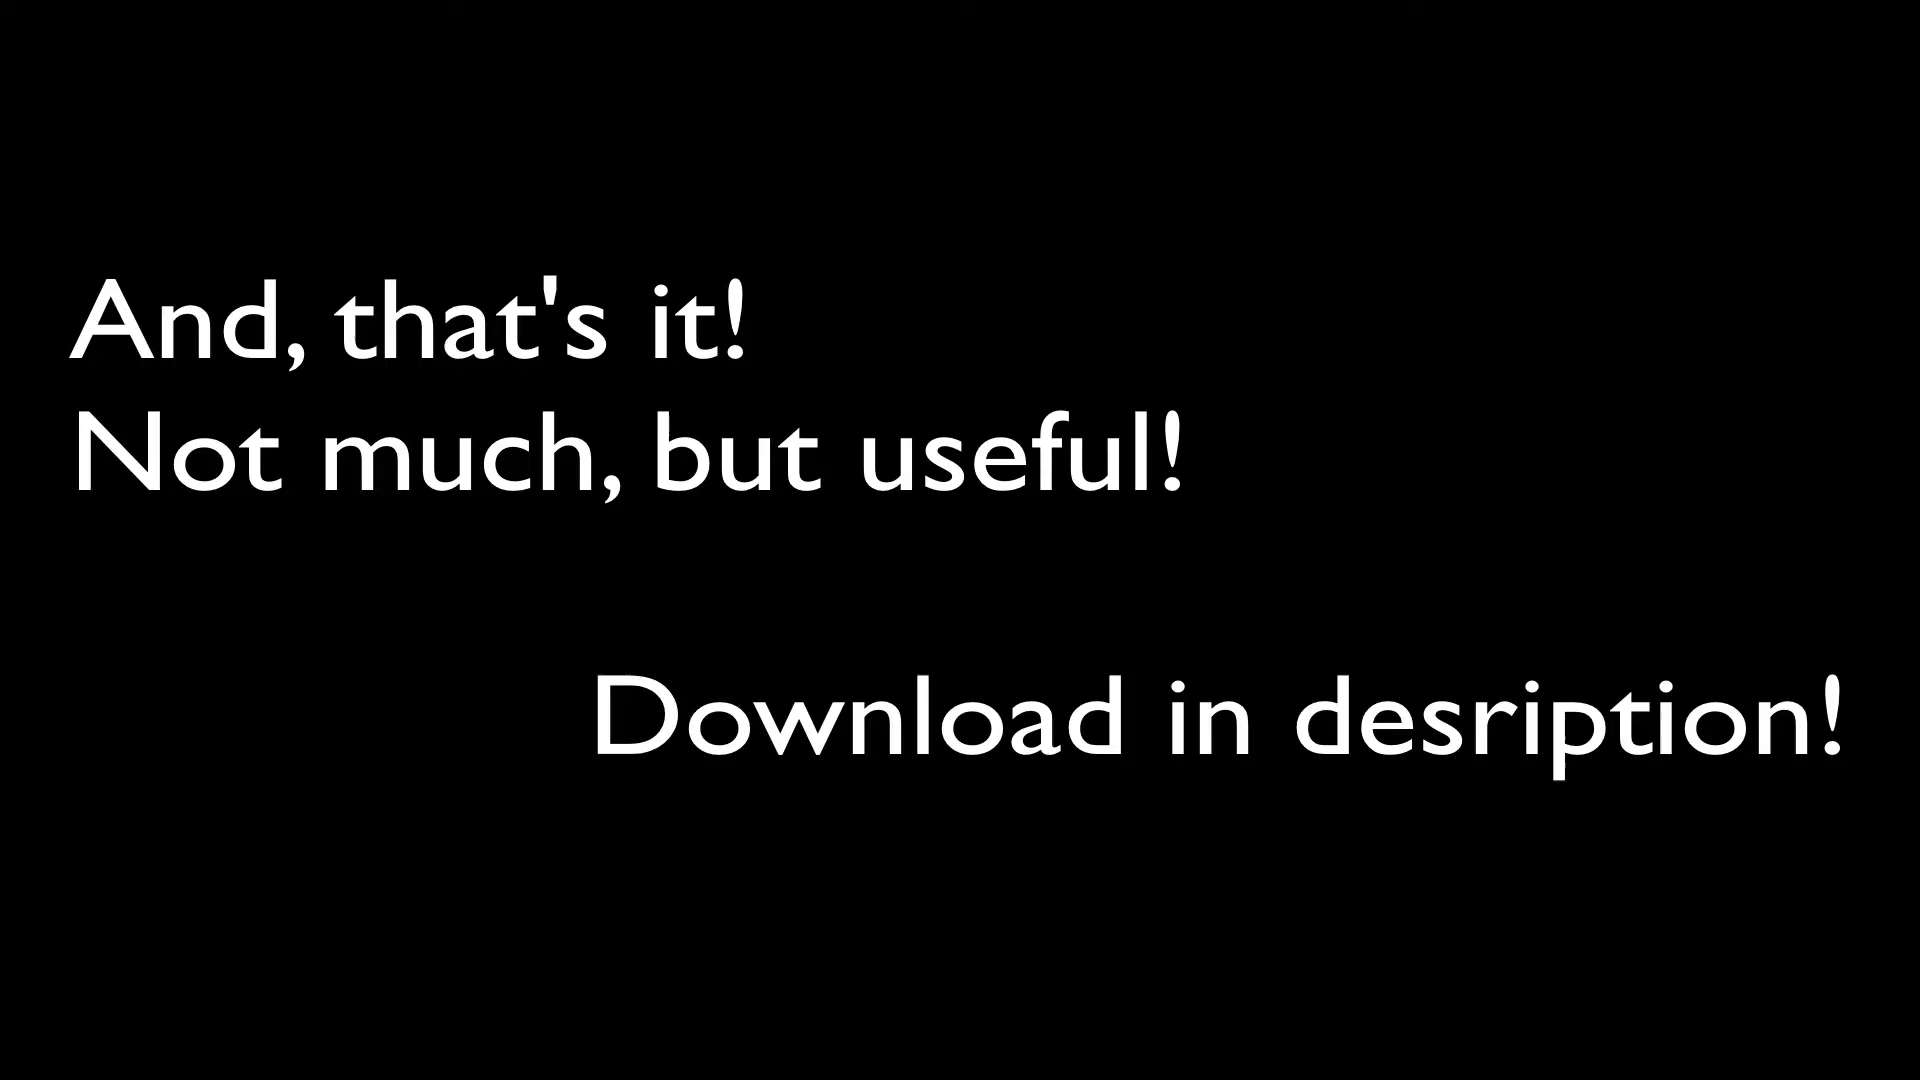 And, that's it!
Not much, but useful!
Download in desription!